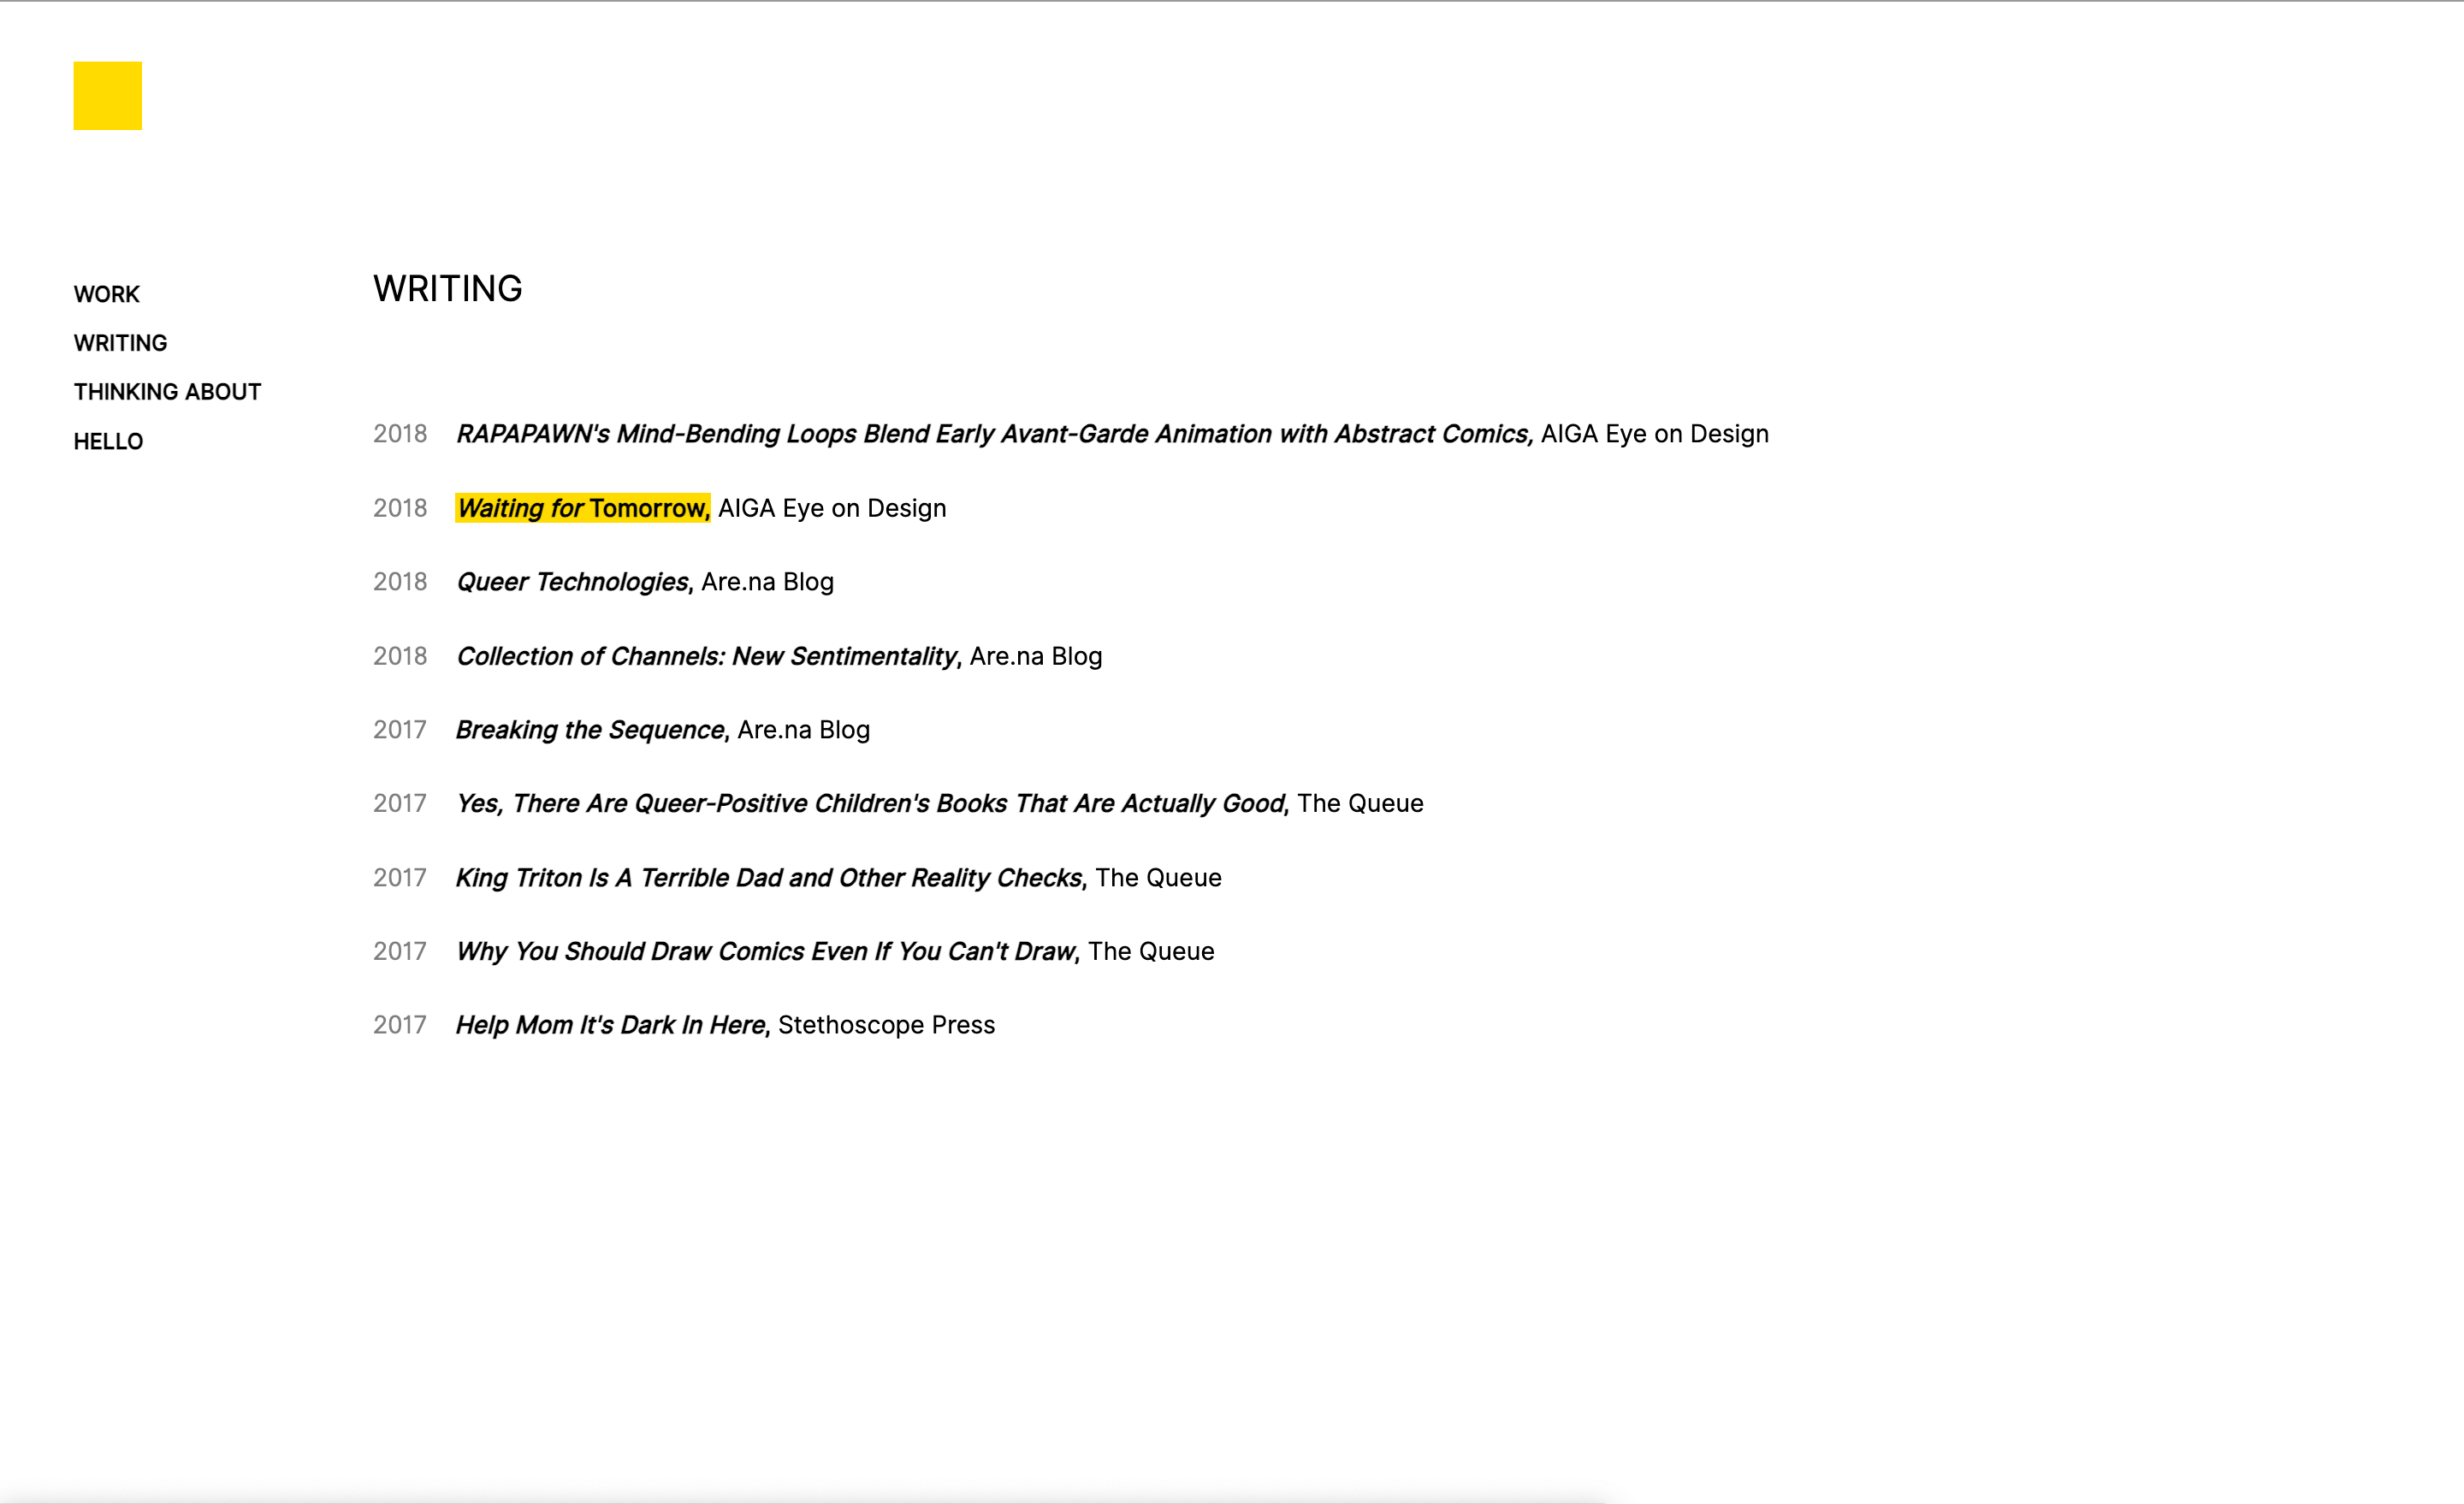 WORK
WRITING
THINKING ABOUT
HELLO
WRITING
2018 RAPAPAWN's Mind-Bending Loops Blend Early Avant-Garde Animation with Abstract Comics, AIGA Eye on Design
2018 Waiting for Tomorrow, AIGA Eye on Design
2018 Queer Technologies, Are.na Blog
2018 Collection of Channels: New Sentimentality, Are.na Blog
2017 Breaking the Sequence, Are.na Blog
2017 Yes, There Are Queer-Positive Children's Books That Are Actually Good, The Queue
2017 King Triton Is A Terrible Dad and Other Reality Checks, The Queue
2017 Why You Should Draw Comics Even If You Can't Draw, The Queue
2017 Help Mom It's Dark In Here, Stethoscope Press